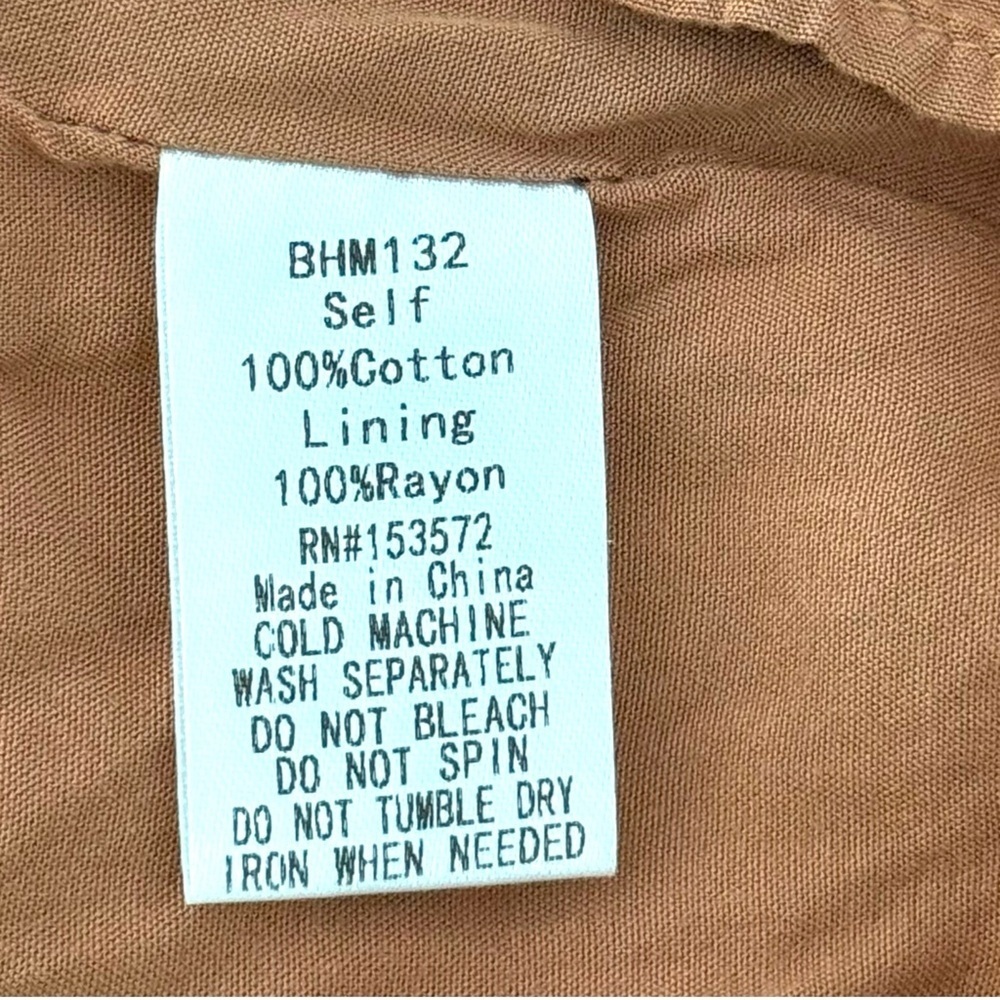 BHM132
Self
100%Cotton
Lining
100%Rayon
RN#153572
Made in China
COLD MACHINE
WASH SEPARATELY
DO NOT BLEACH
DO NOT SPIN
DO NOT TUMBLE DRY
IRON WHEN NEEDED